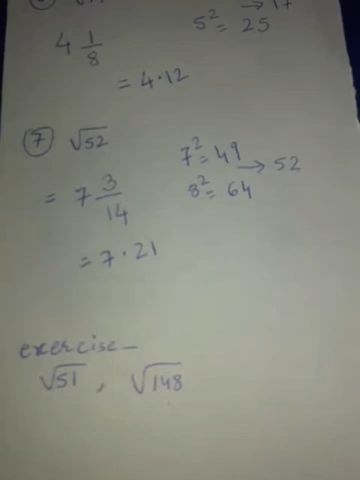 → 17
5² = 25
4 1/8
= 4.12
⑦ √52
7² = 49 → 52
8² = 64
= 7 3/14
= 7.21
exercise –
√51 , √148